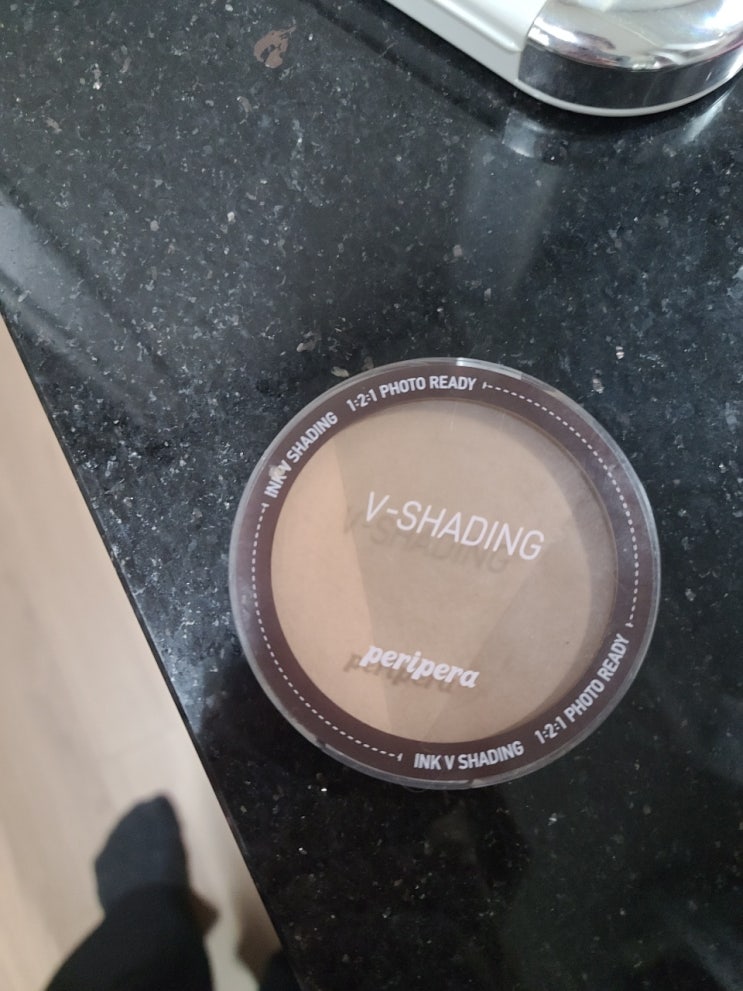 INK V SHADING 1:2:1 PHOTO READY
V-SHADING
peripera
INK V SHADING 1:2:1 PHOTO READY